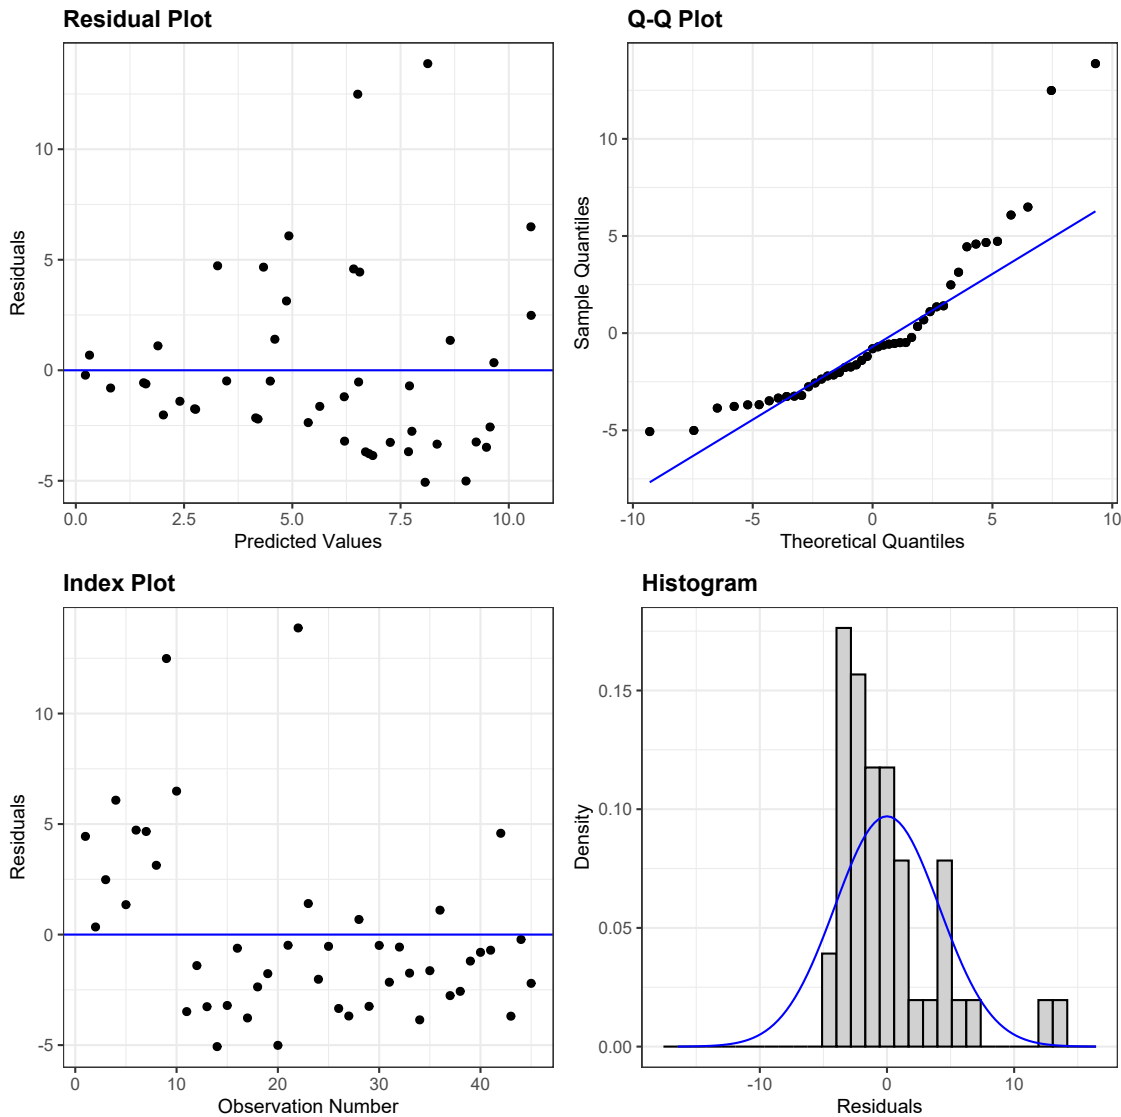 Residual Plot
10
5
0
-5
Residuals
0.0 2.5 5.0 7.5 10.0
Predicted Values
Q-Q Plot
10
5
0
-5
Sample Quantiles
-10 -5 0 5 10
Theoretical Quantiles
Index Plot
10
5
0
-5
Residuals
0 10 20 30 40
Observation Number
Histogram
0.15
0.10
0.05
0.00
Density
-10 0 10
Residuals